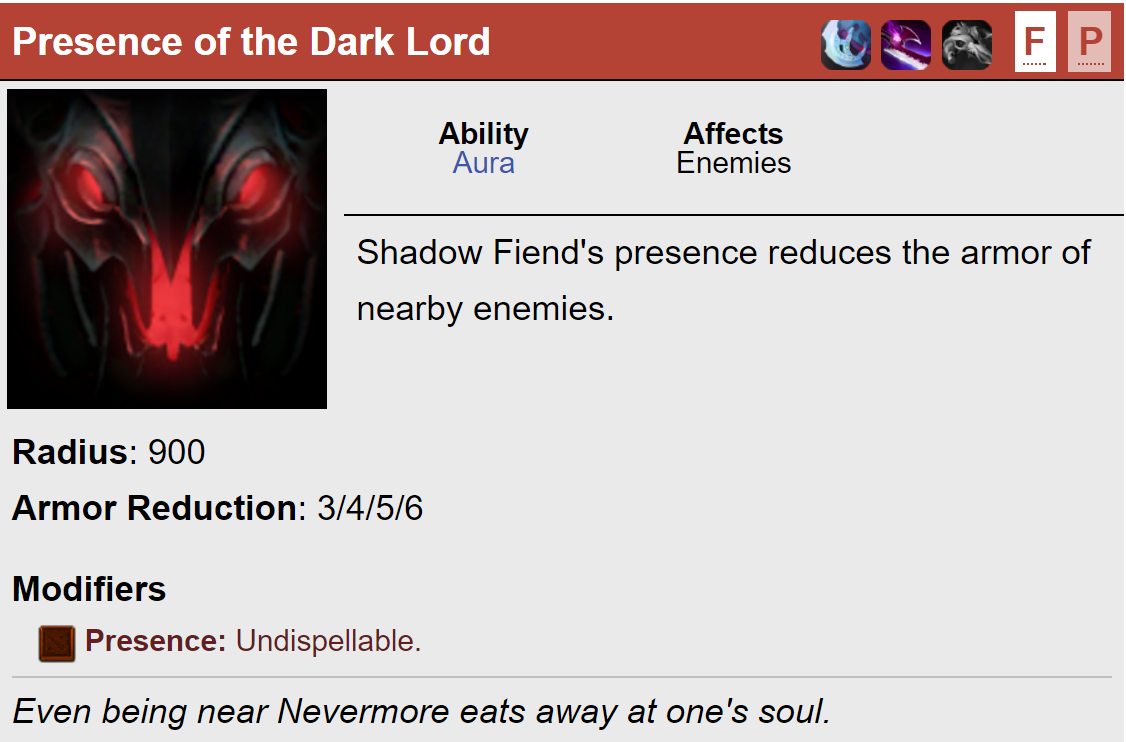 Presence of the Dark Lord F P
Ability Affects
Aura Enemies
Shadow Fiend's presence reduces the armor of
nearby enemies.
Radius: 900
Armor Reduction: 3/4/5/6
Modifiers
Presence: Undispellable.
Even being near Nevermore eats away at one's soul.